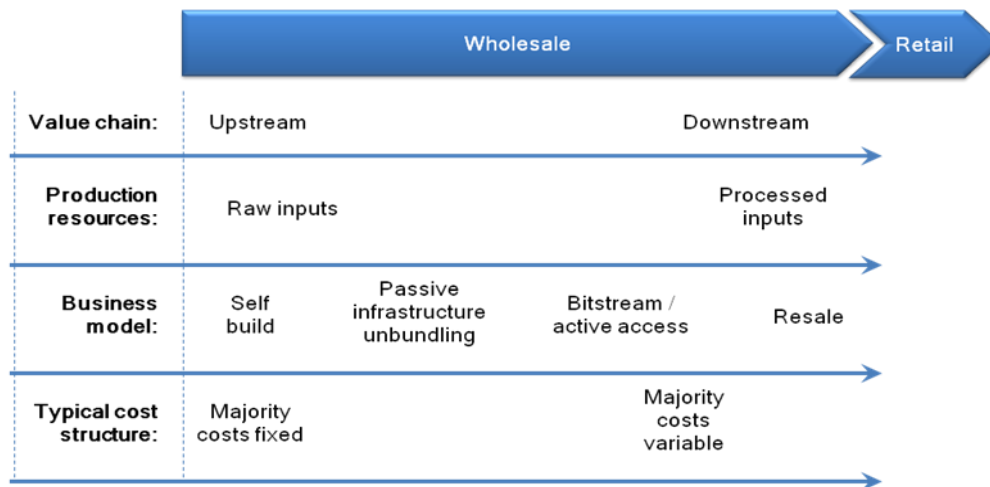 Wholesale
Retail
Value chain:
Upstream
Downstream
Production
resources:
Raw inputs
Processed
inputs
Business
model:
Self
build
Passive
infrastructure
unbundling
Bitstream /
active access
Resale
Typical cost
structure:
Majority
costs fixed
Majority
costs
variable